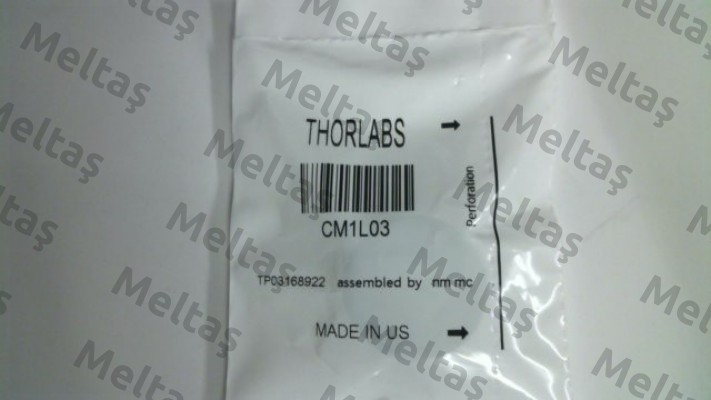 THORLABS
CM1L03
TP03168922 assembled by nm mc
MADE IN US
Perforation
Meltaş